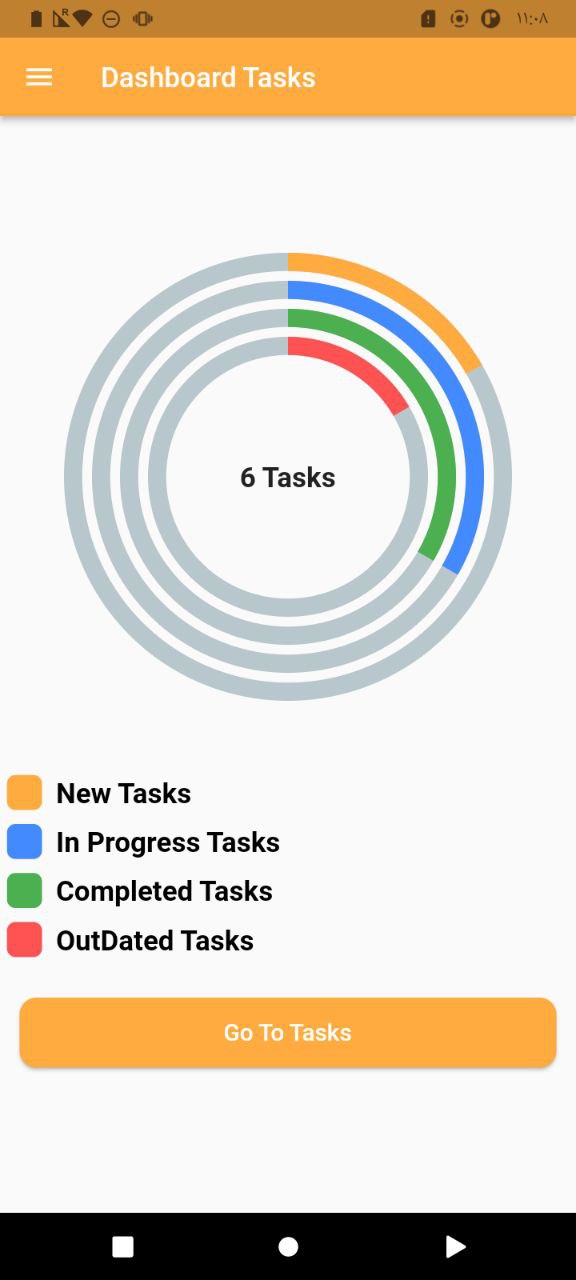 R
١١:٠٨
Dashboard Tasks
6 Tasks
New Tasks
In Progress Tasks
Completed Tasks
OutDated Tasks
Go To Tasks